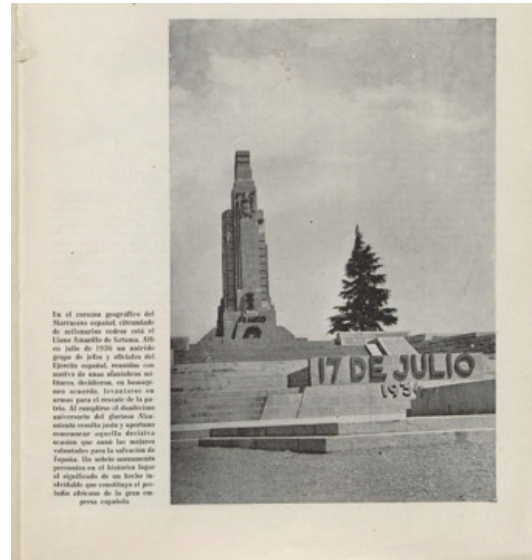 En el corazón geográfico del
Marruecos español, circundado
de milenarios cedros está el
Llano Amarillo de Ketama. Allí
en julio de 1936 un nutrido
grupo de jefes y oficiales del
Ejército español, reunidos con
motivo de unas maniobras mi-
litares, decidieron, en homogé-
neo acuerdo, levantarse en
armas para el rescate de la pa-
tria. Al cumplirse el duodécimo
aniversario del glorioso Alza-
miento resulta justo y oportuno
rememorar aquella decisiva
ocasión que aunó las mejores
voluntades para la salvación de
España. Un sobrio monumento
perenniza en el histórico lugar
el significado de un hecho in-
olvidable que constituyó el pre-
ludio africano de la gran em-
presa española
FRANCO
17 DE JULIO
1936